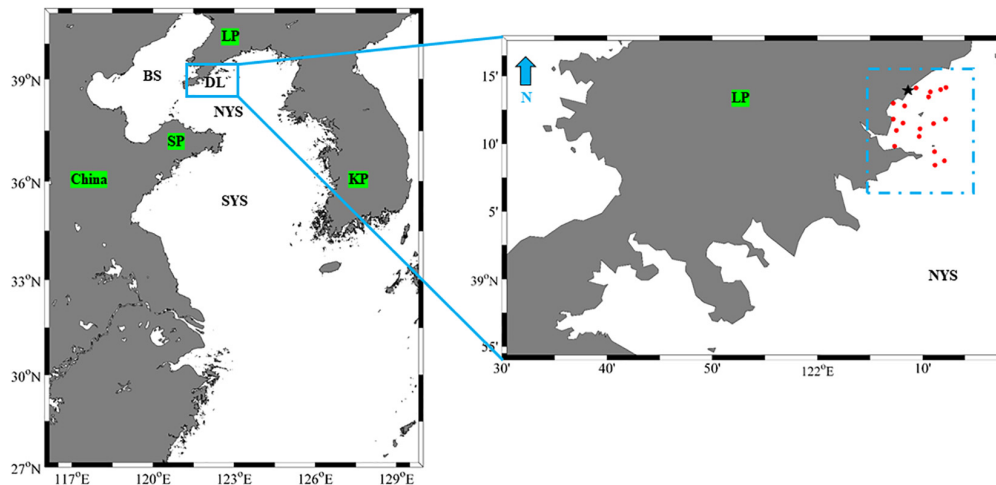 LP
39°N
BS
DL
NYS
SP
36°N
China
KP
SYS
33°N
30°N
27°N
117°E
120°E
123°E
126°E
129°E
15'
N
LP
10'
5'
39°N
NYS
55'
30'
40'
50'
122°E
10'